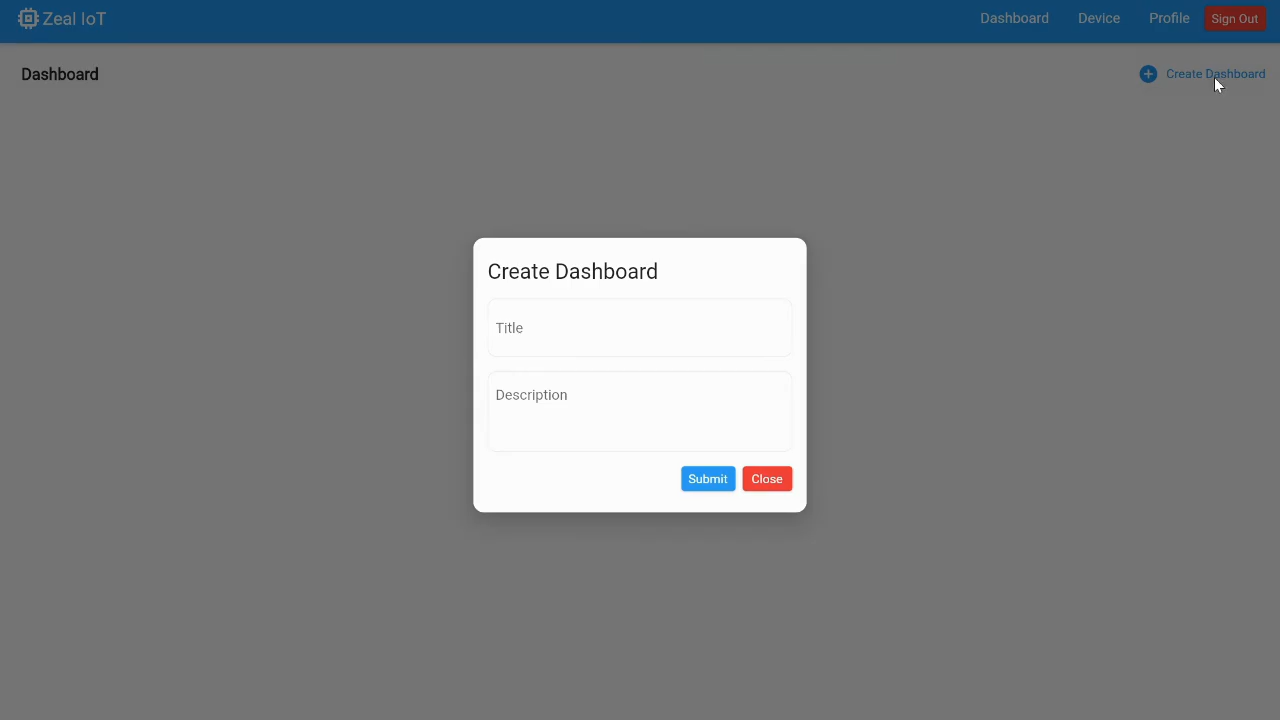 Zeal IoT
Dashboard
Device
Profile
Sign Out
Dashboard
Create Dashboard
Create Dashboard
Title
Description
Submit
Close